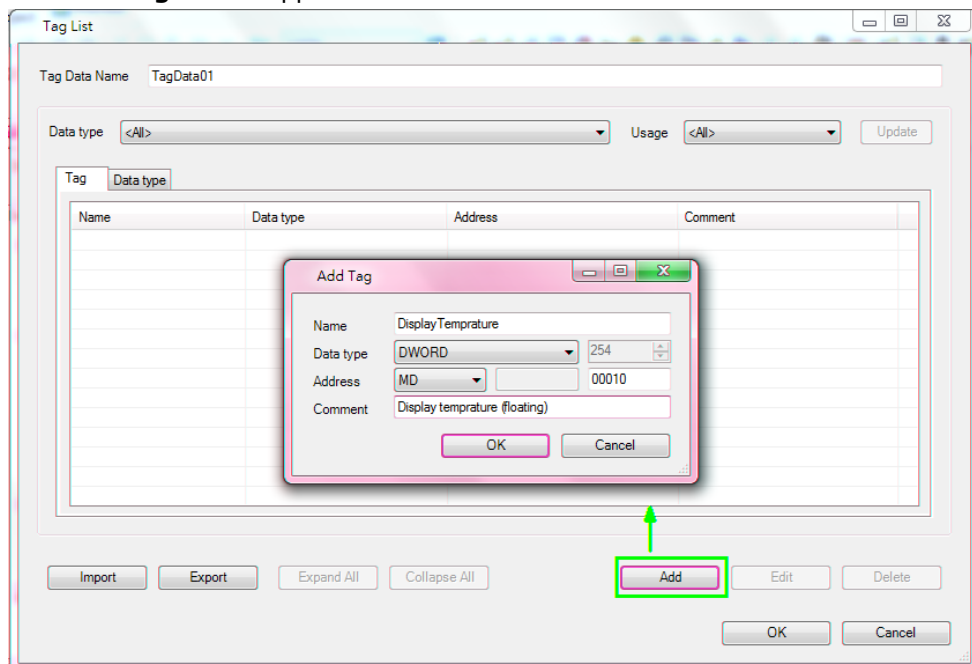 Tag List
Tag Data Name TagData01
Data type <All> Usage <All> Update
Tag Data type
Name Data type Address Comment
Add Tag
Name DisplayTemprature
Data type DWORD 254
Address MD 00010
Comment Display temprature (floating)
OK Cancel
Import Export Expand All Collapse All Add Edit Delete
OK Cancel